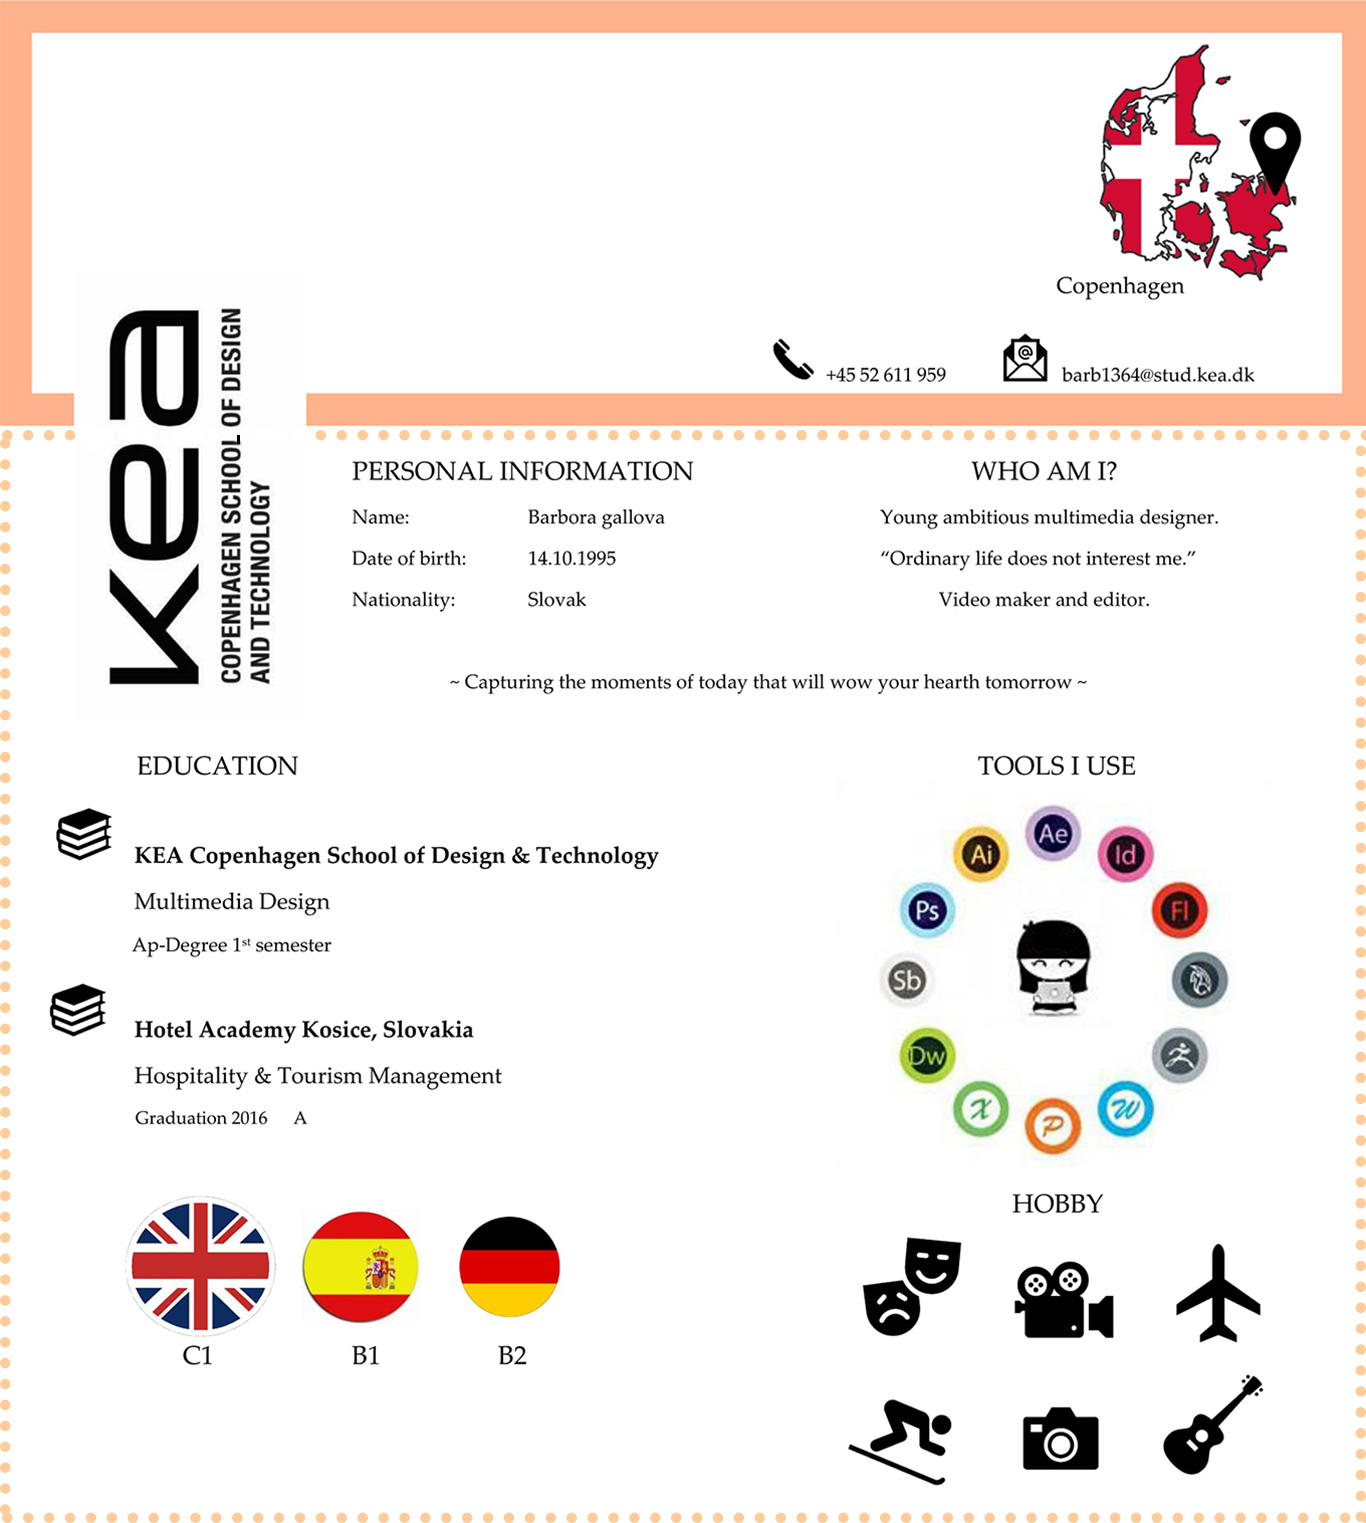 Copenhagen
+45 52 611 959
barb1364@stud.kea.dk
kea
COPENHAGEN SCHOOL OF DESIGN
AND TECHNOLOGY
PERSONAL INFORMATION
Name: Barbora gallova
Date of birth: 14.10.1995
Nationality: Slovak
WHO AM I?
Young ambitious multimedia designer.
“Ordinary life does not interest me.”
Video maker and editor.
~ Capturing the moments of today that will wow your hearth tomorrow ~
EDUCATION
KEA Copenhagen School of Design & Technology
Multimedia Design
Ap-Degree 1st semester
Hotel Academy Kosice, Slovakia
Hospitality & Tourism Management
Graduation 2016 A
C1
B1
B2
TOOLS I USE
Ae
Ai
Id
Ps
Fl
Sb
Dw
X
P
W
HOBBY